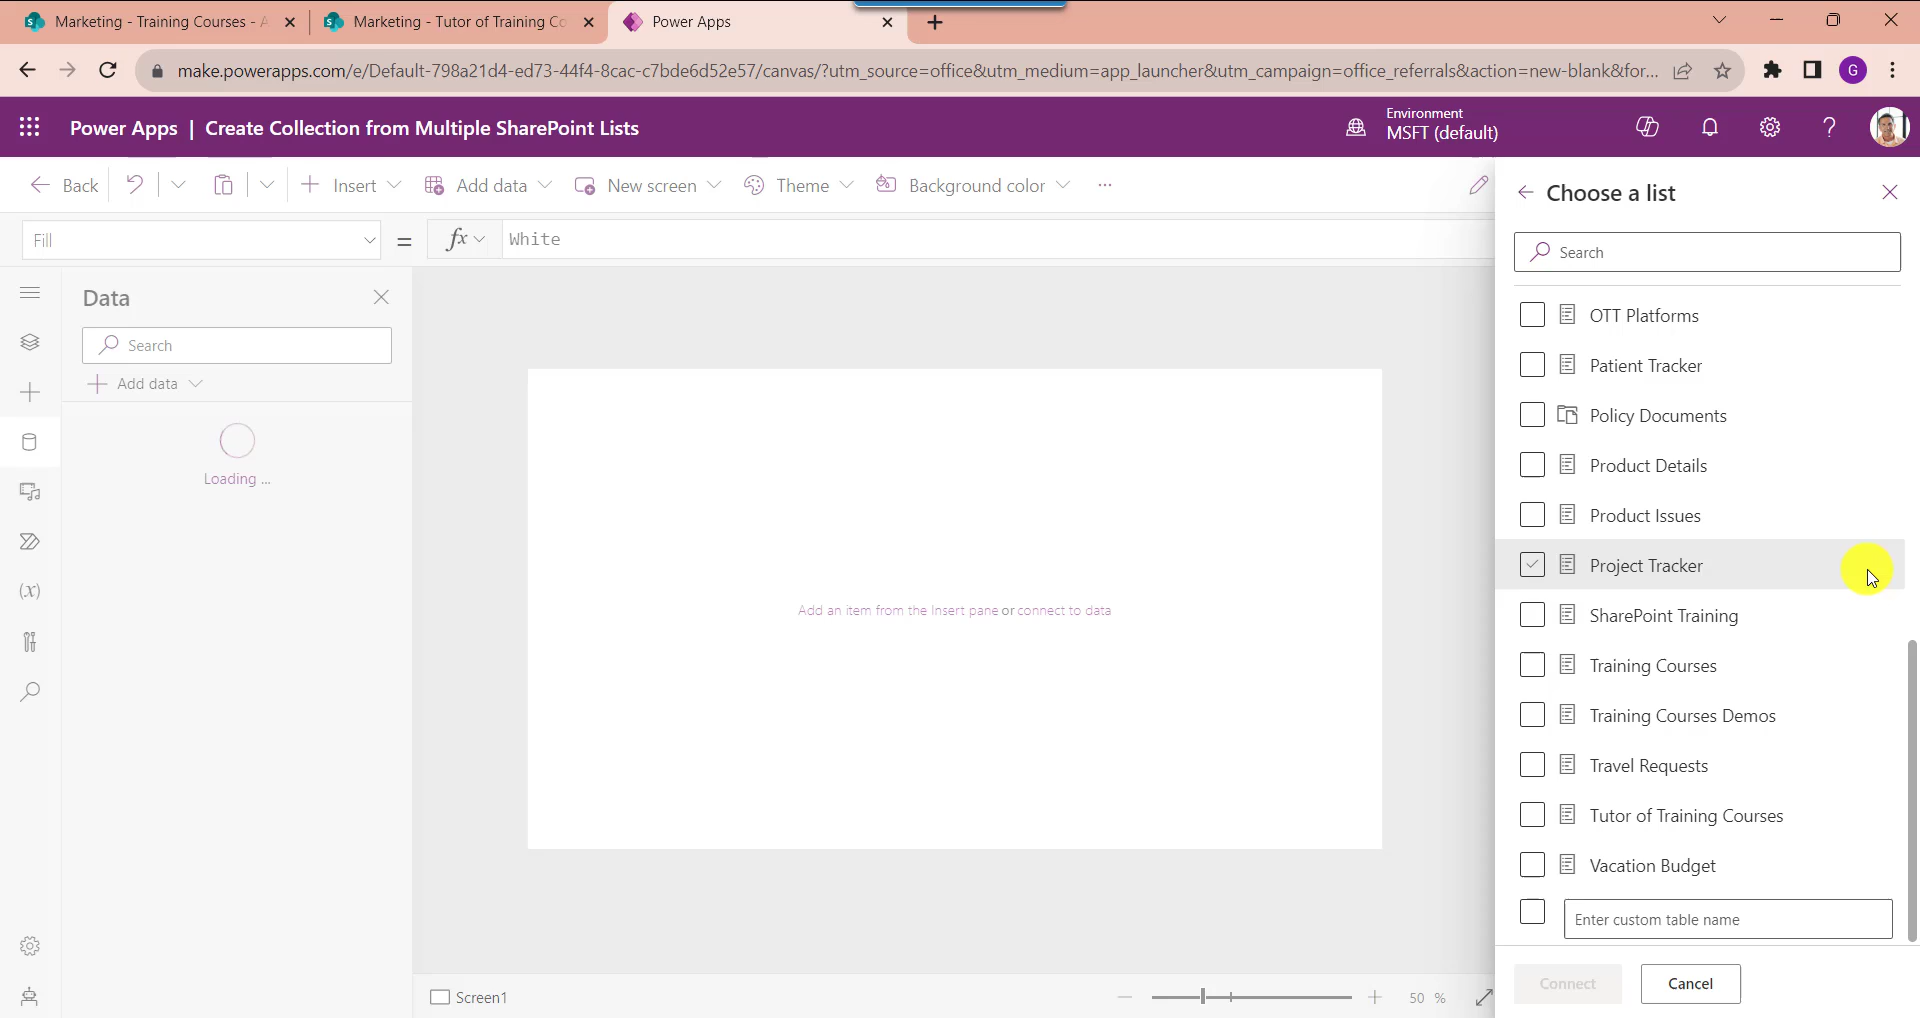 Marketing - Training Courses - A
Marketing - Tutor of Training Co
Power Apps
make.powerapps.com/e/Default-798a21d4-ed73-44f4-8cac-c7bde6d52e57/canvas/?utm_source=office&utm_medium=app_launcher&utm_campaign=office_referrals&action=new-blank&for...
G
Power Apps | Create Collection from Multiple SharePoint Lists
Environment
MSFT (default)
Back
Insert
Add data
New screen
Theme
Background color
...
Fill
=
fx
White
Data
Search
Add data
Loading ...
Add an item from the Insert pane or connect to data
Screen1
50 %
Choose a list
Search
OTT Platforms
Patient Tracker
Policy Documents
Product Details
Product Issues
Project Tracker
SharePoint Training
Training Courses
Training Courses Demos
Travel Requests
Tutor of Training Courses
Vacation Budget
Enter custom table name
Connect
Cancel